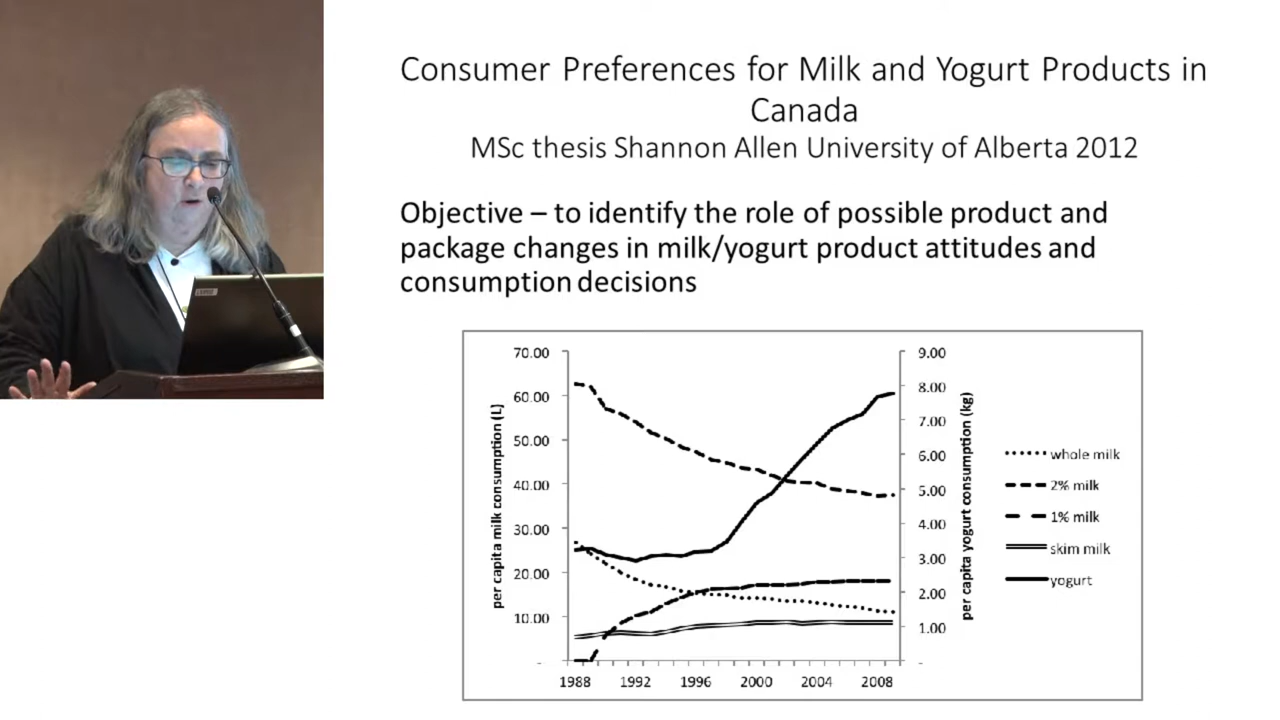 Consumer Preferences for Milk and Yogurt Products in
Canada
MSc thesis Shannon Allen University of Alberta 2012
Objective – to identify the role of possible product and
package changes in milk/yogurt product attitudes and
consumption decisions
per capita milk consumption (L)
70.00
60.00
50.00
40.00
30.00
20.00
10.00
-
9.00
8.00
7.00
6.00
5.00
4.00
3.00
2.00
1.00
-
per capita yogurt consumption (kg)
1988 1992 1996 2000 2004 2008
whole milk
2% milk
1% milk
skim milk
yogurt